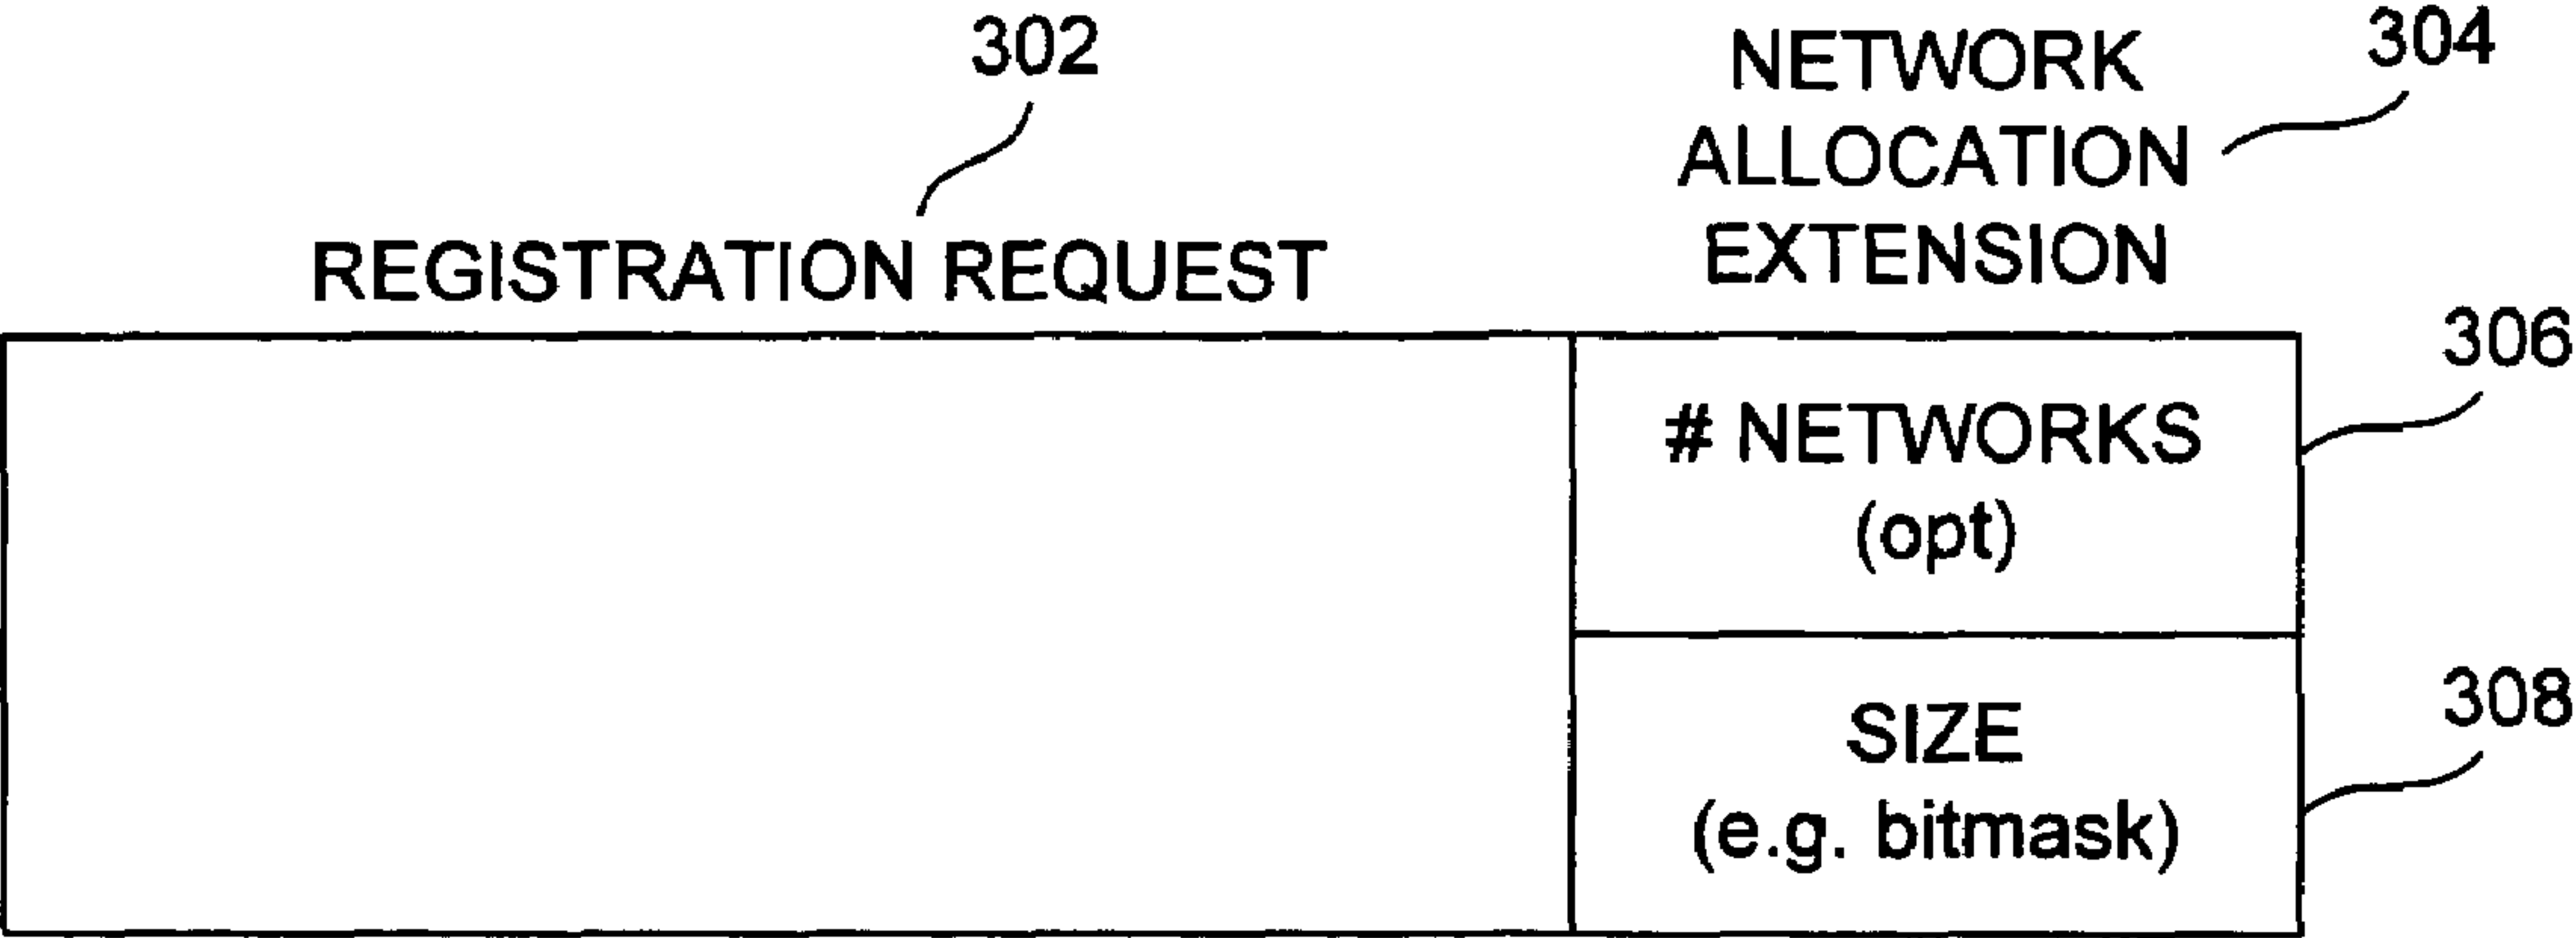 302
REGISTRATION REQUEST
NETWORK
ALLOCATION
EXTENSION
304
# NETWORKS
(opt)
306
SIZE
(e.g. bitmask)
308